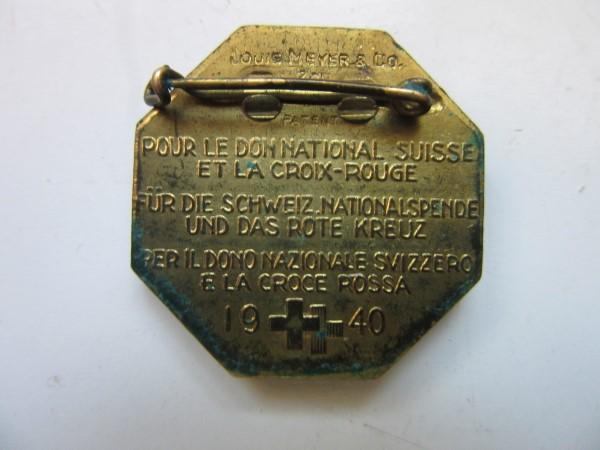 LOUIS MEYER & CO.
PATENT
POUR LE DON NATIONAL SUISSE
ET LA CROIX-ROUGE
FÜR DIE SCHWEIZ. NATIONALSPENDE
UND DAS ROTE KREUZ
PER IL DONO NAZIONALE SVIZZERO
E LA CROCE ROSSA
19 40